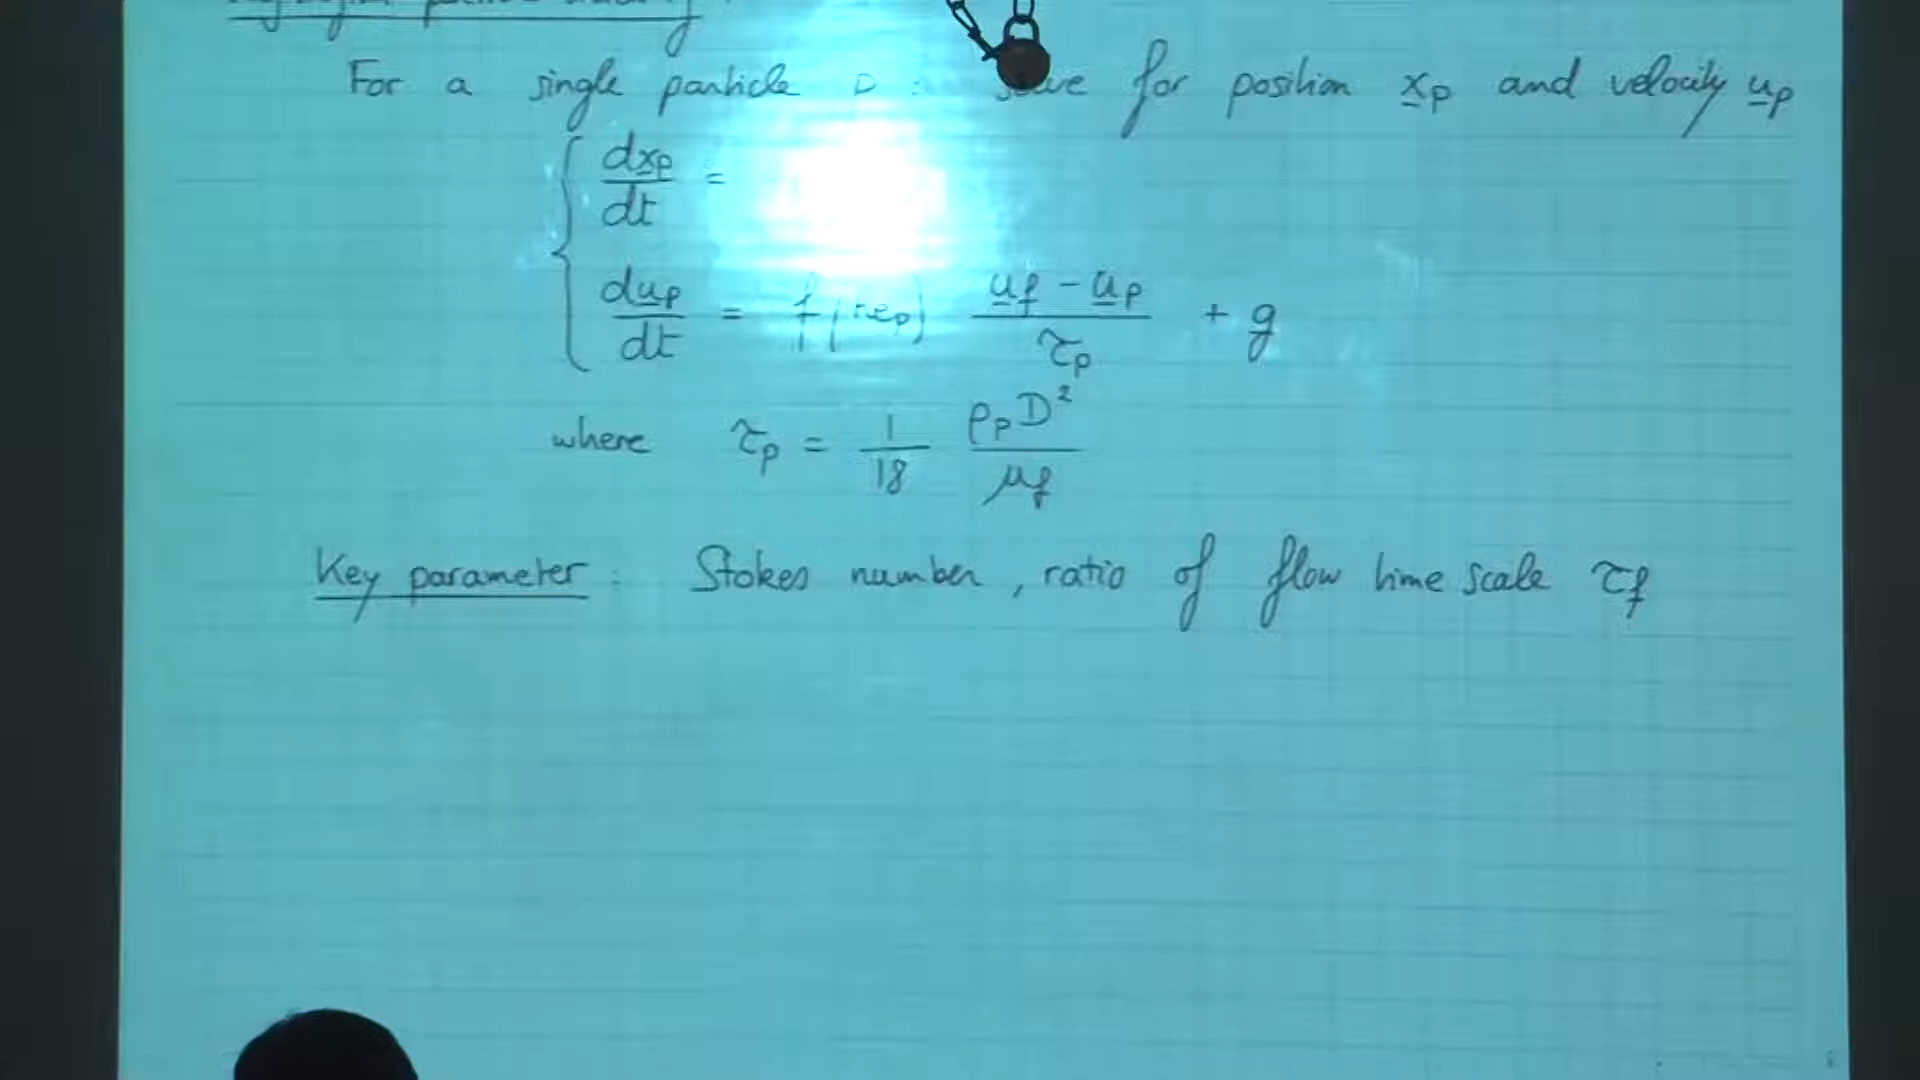 For a single particle p : solve for position x_p and velocity u_p
dx_p/dt =
du_p/dt = f(Re_p) (u_f - u_p)/τ_p + g
where τ_p = 1/18 ρ_p D²/μ_f
Key parameter : Stokes number, ratio of flow time scale τ_f